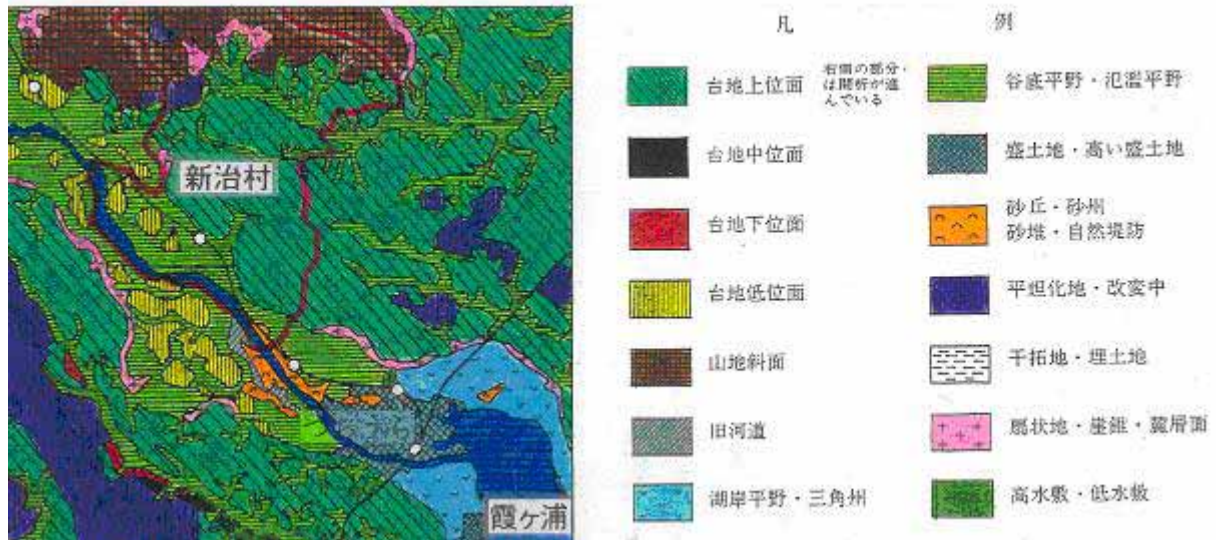 新治村
霞ヶ浦
凡例
台地上位面
右側の部分は
は開析が進
んでいる
台地中位面
台地下位面
台地低位面
山地斜面
旧河道
湖岸平野・三角州
谷底平野・氾濫平野
盛土地・高い盛土地
砂丘・砂州
砂堆・自然堤防
平坦化地・改変中
干拓地・埋土地
扇状地・崖錐・麓屑面
高水敷・低水敷